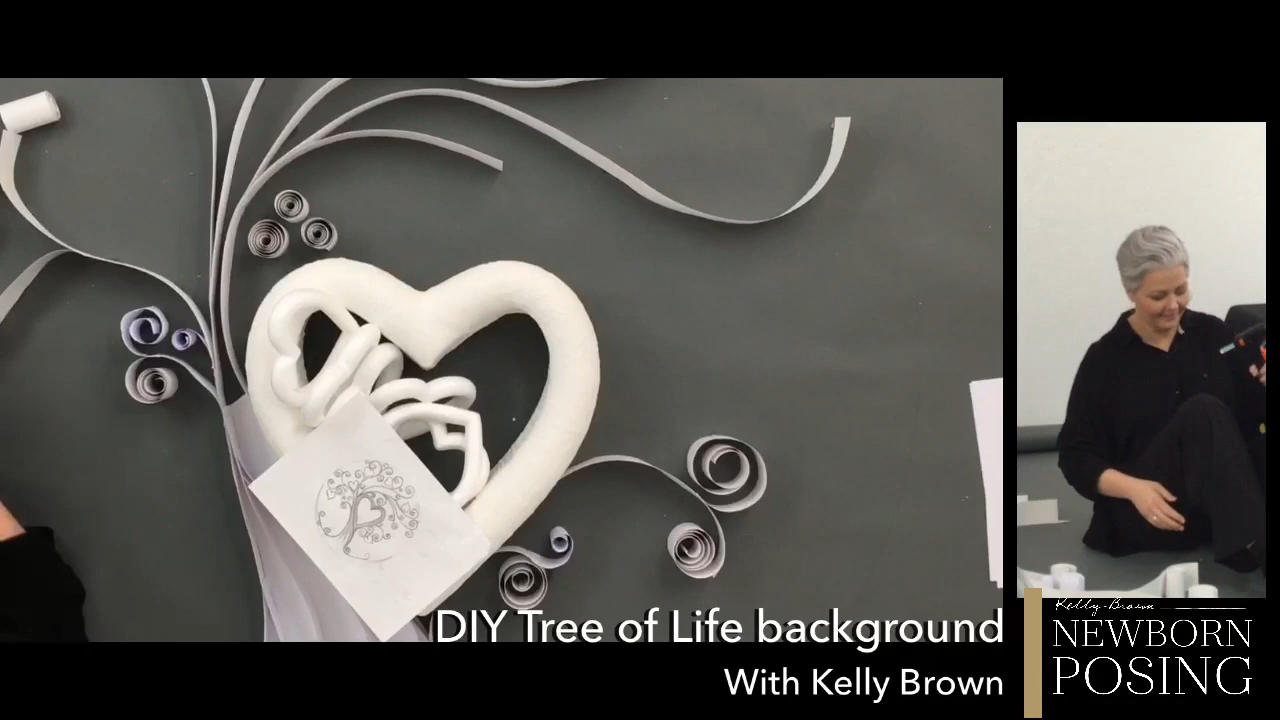 DIY Tree of Life background
With Kelly Brown
Kelly Brown
NEWBORN
POSING